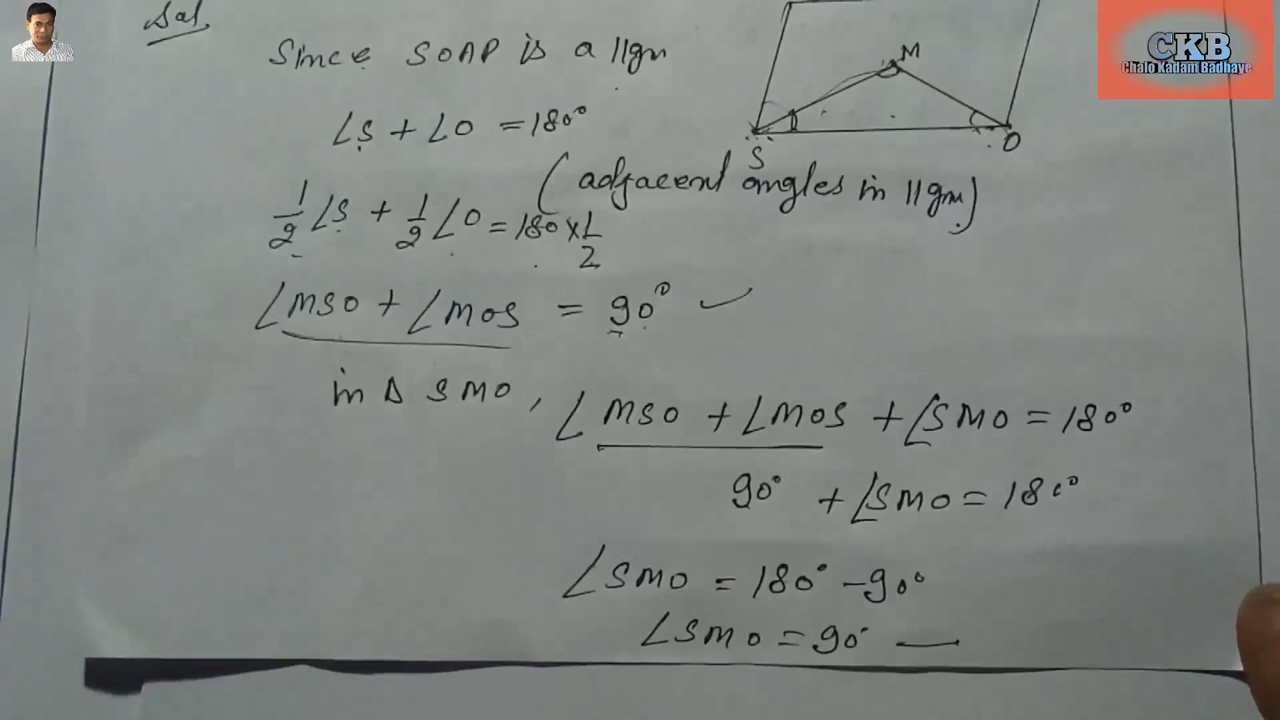 Sol.
CKB
Chalo Kadam Badhaye
Since SOAP is a ||gm
M
S
O
∠S + ∠O = 180°
(adjacent angles in ||gm)
1/2 ∠S + 1/2 ∠O = 180 × 1/2
∠MSO + ∠MOS = 90°
in Δ SMO, ∠MSO + ∠MOS + ∠SMO = 180°
90° + ∠SMO = 180°
∠SMO = 180° - 90°
∠SMO = 90°